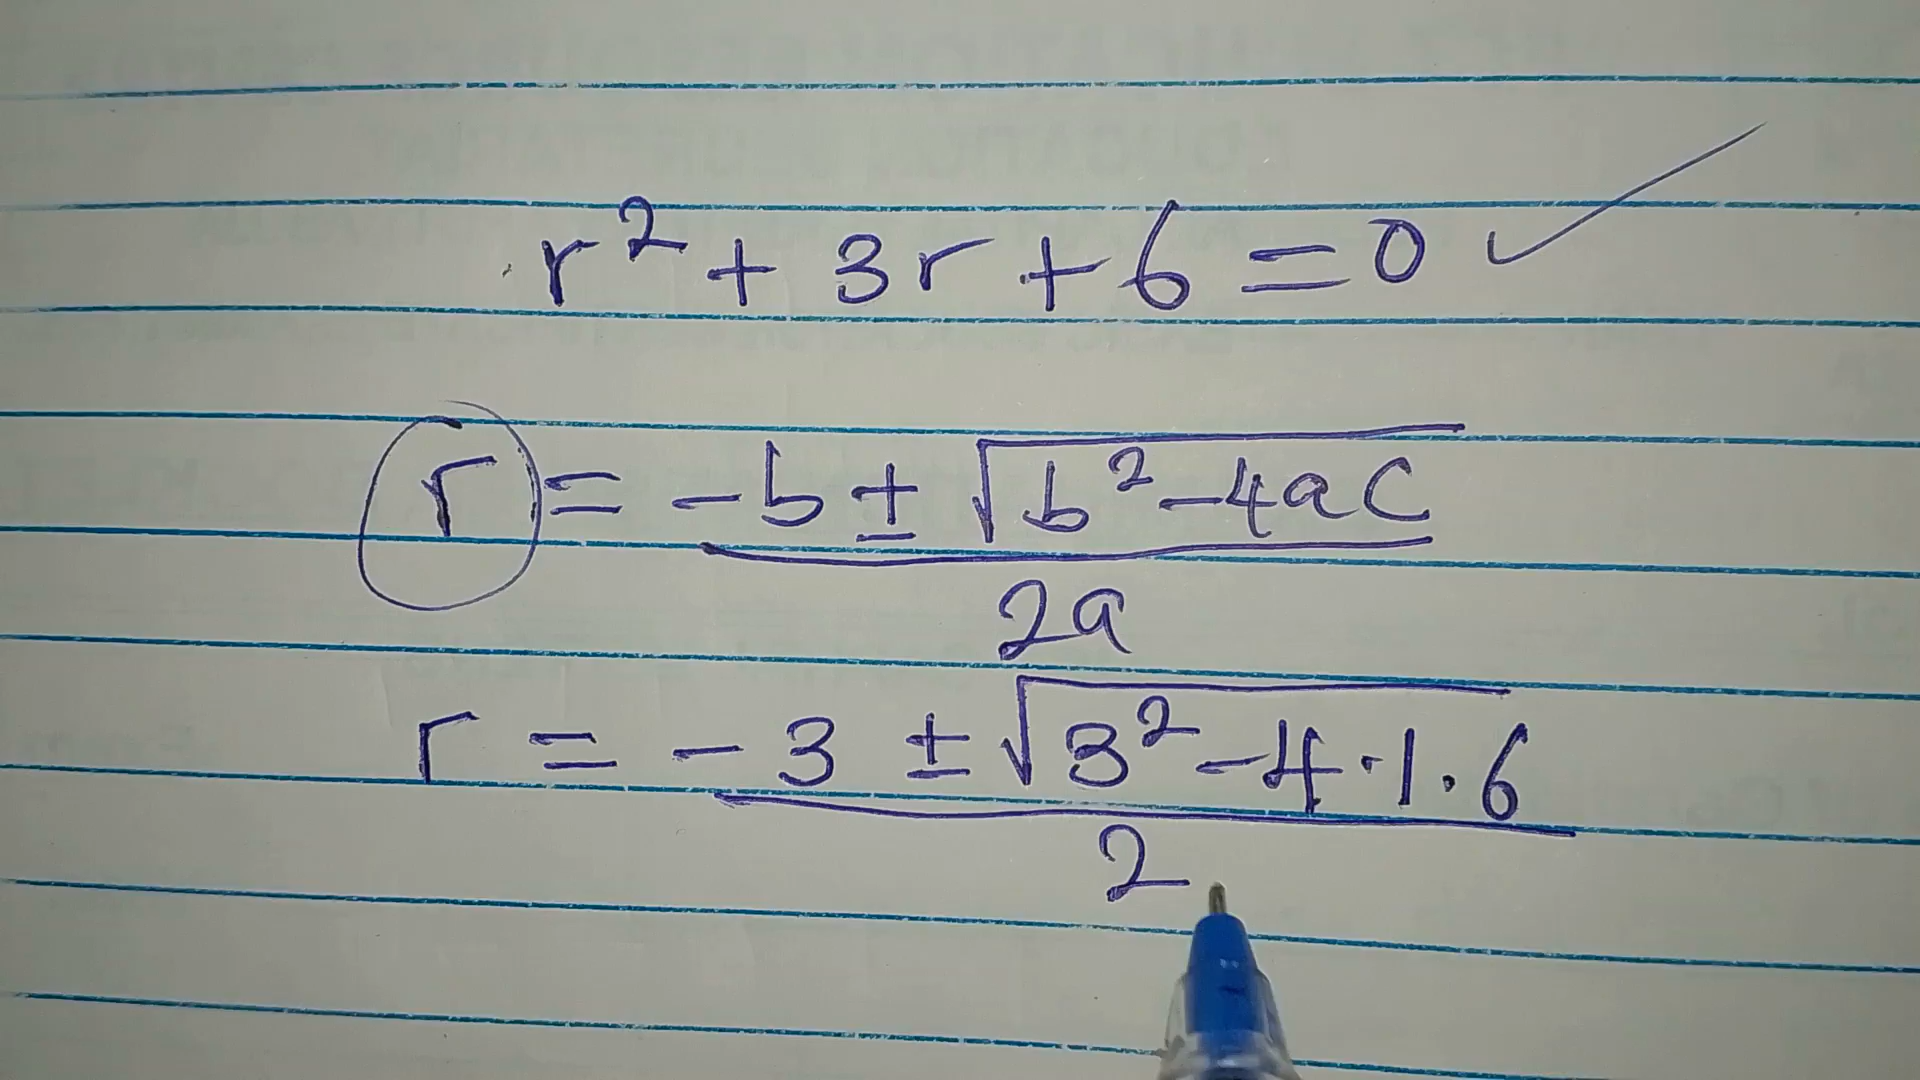 r² + 3r + 6 = 0 ✓
r = -b ± √b² - 4ac
2a
r = -3 ± √3² - 4·1·6
2